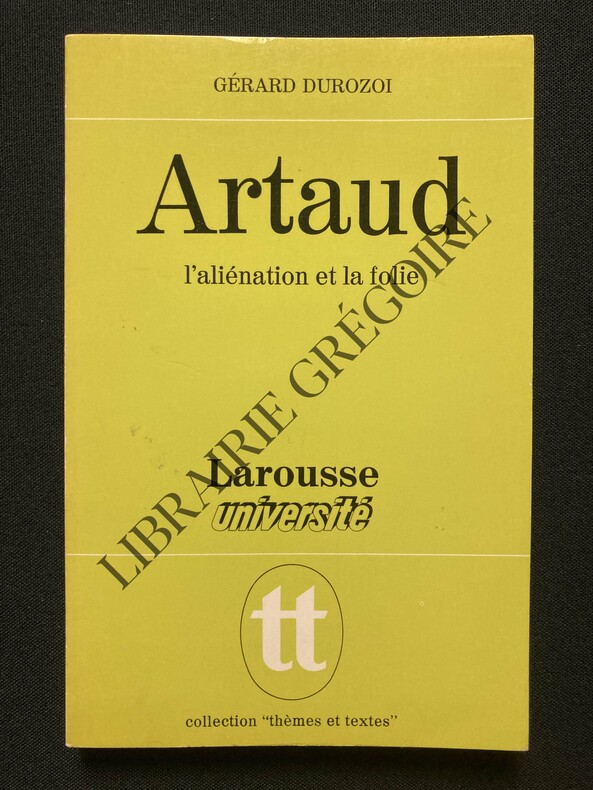 GÉRARD DUROZOI
Artaud
l'aliénation et la folie
LIBRAIRIE GRÉGOIRE
Larousse
université
tt
collection "thèmes et textes"